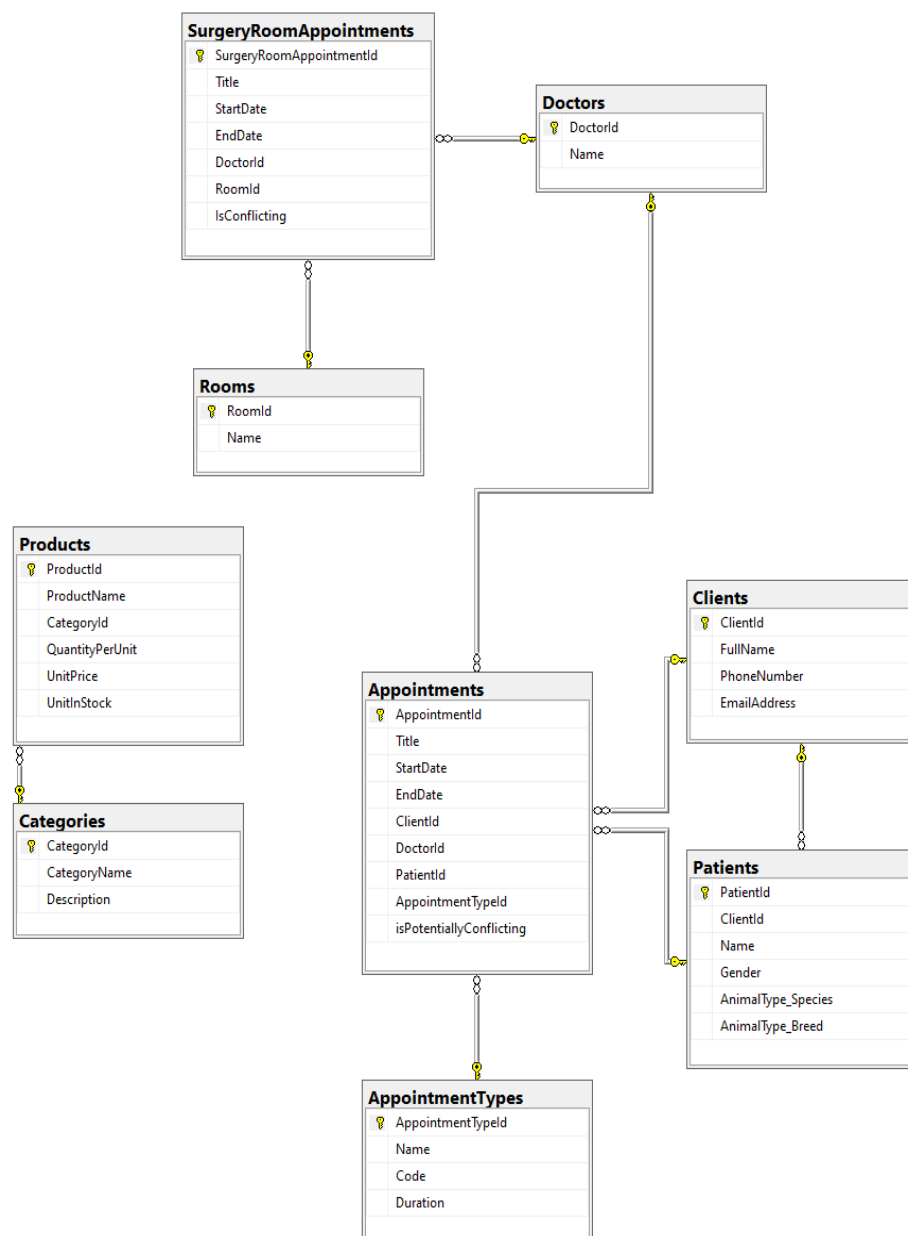 SurgeryRoomAppointments
SurgeryRoomAppointmentId
Title
StartDate
EndDate
DoctorId
RoomId
IsConflicting
Doctors
DoctorId
Name
Rooms
RoomId
Name
Products
ProductId
ProductName
CategoryId
QuantityPerUnit
UnitPrice
UnitInStock
Categories
CategoryId
CategoryName
Description
Appointments
AppointmentId
Title
StartDate
EndDate
ClientId
DoctorId
PatientId
AppointmentTypeId
isPotentiallyConflicting
Clients
ClientId
FullName
PhoneNumber
EmailAddress
Patients
PatientId
ClientId
Name
Gender
AnimalType_Species
AnimalType_Breed
AppointmentTypes
AppointmentTypeId
Name
Code
Duration